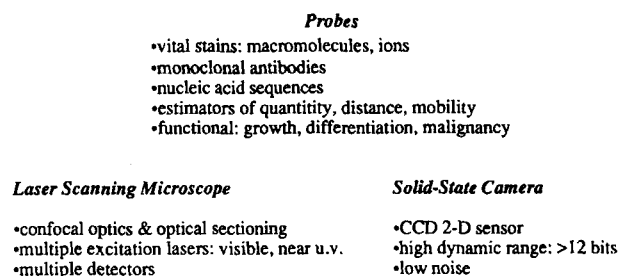 Probes
•vital stains: macromolecules, ions
•monoclonal antibodies
•nucleic acid sequences
•estimators of quantitity, distance, mobility
•functional: growth, differentiation, malignancy
Laser Scanning Microscope
•confocal optics & optical sectioning
•multiple excitation lasers: visible, near u.v.
•multiple detectors
Solid-State Camera
•CCD 2-D sensor
•high dynamic range: >12 bits
•low noise